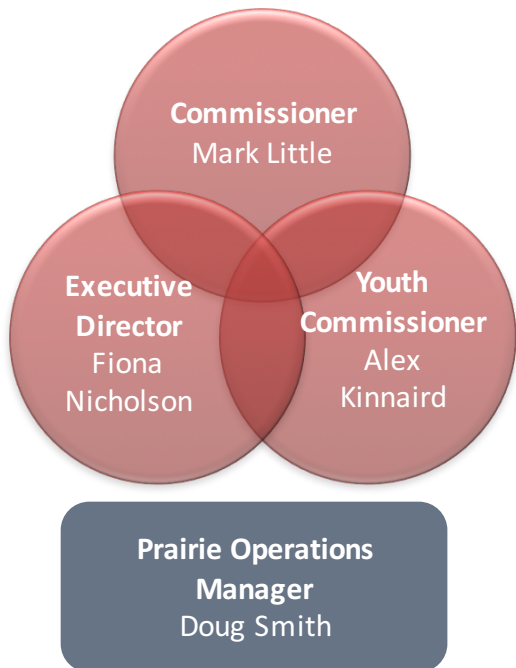 Commissioner
Mark Little
Executive
Director
Fiona
Nicholson
Youth
Commissioner
Alex
Kinnaird
Prairie Operations
Manager
Doug Smith